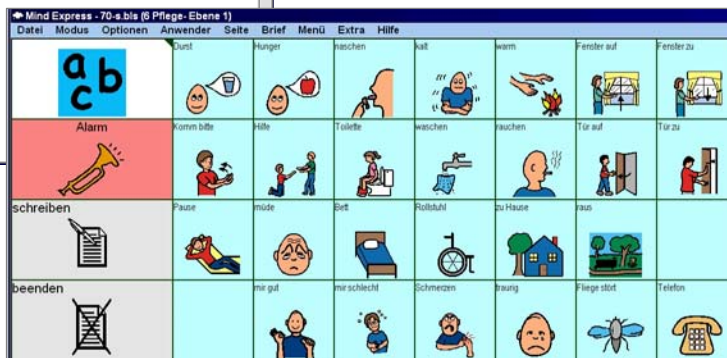 Mind Express - 70-s.bls (6 Pflege- Ebene 1)
Datei Modus Optionen Anwender Seite Brief Menü Extra Hilfe
abc
Durst Hunger naschen kalt warm Fenster auf Fenster zu
Alarm Komm bitte Hilfe Toilette waschen rauchen Tür auf Tür zu
schreiben Pause müde Bett Rollstuhl zu Hause raus
beenden mir gut mir schlecht Schmerzen traurig Fliege stört Telefon